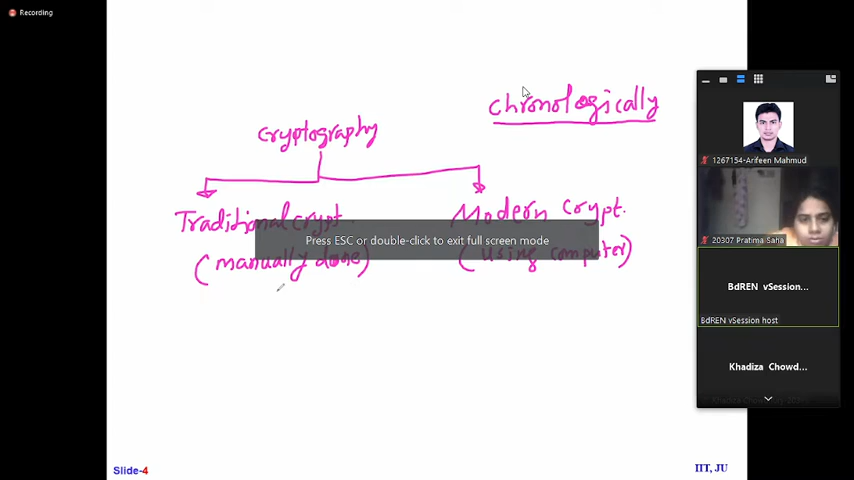 Recording
chronologically
cryptography
Traditional crypt.
Modern Crypt.
Press ESC or double-click to exit full screen mode
(manually done)
(using computer)
1267154-Arifeen Mahmud
20307 Pratima Saha
BdREN vSession...
BdREN vSession host
Khadiza Chowd...
Slide-4
IIT, JU